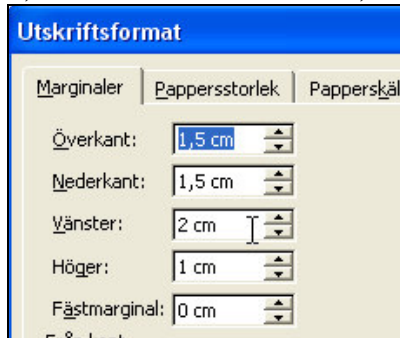 Utskriftsformat
Marginaler Pappersstorlek
Överkant: 1,5 cm
Nederkant: 1,5 cm
Vänster: 2 cm
Höger: 1 cm
Fästmarginal: 0 cm